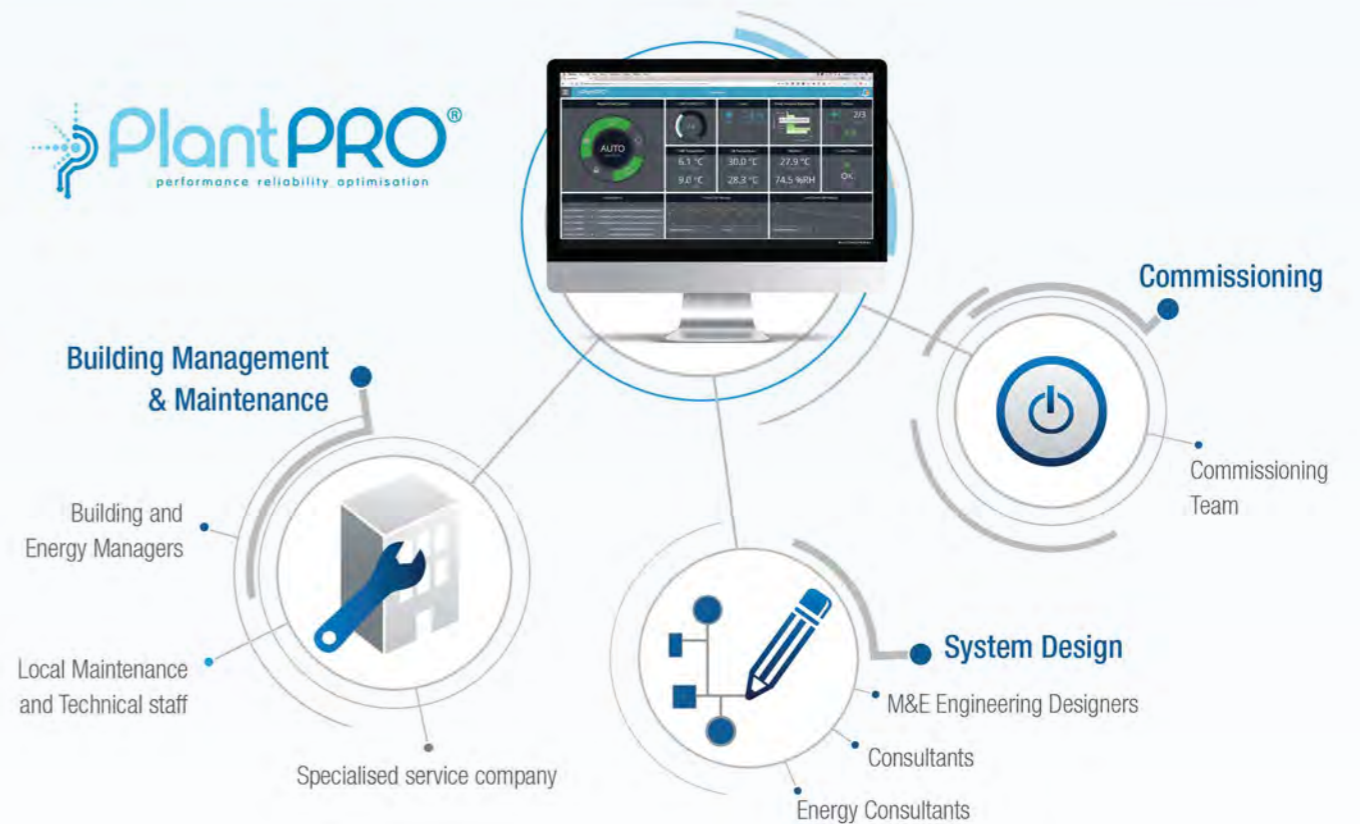 PlantPRO®
performance reliability optimisation
AUTO
2/3
6.1 °C
30.0 °C
27.9 °C
9.0 °C
28.3 °C
74.5 %RH
OK
Commissioning
Commissioning
Team
Building Management
& Maintenance
Building and
Energy Managers
Local Maintenance
and Technical staff
Specialised service company
System Design
M&E Engineering Designers
Consultants
Energy Consultants